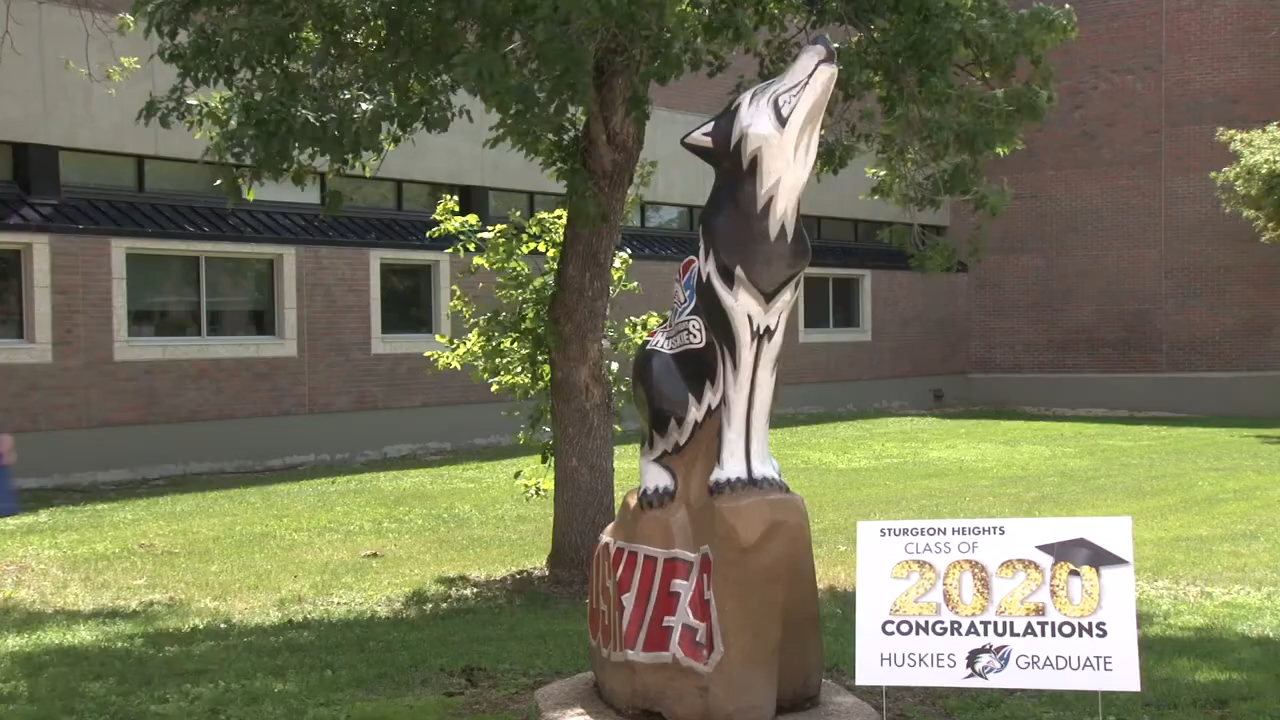 HUSKIES
HUSKIES
STURGEON HEIGHTS
CLASS OF
2020
CONGRATULATIONS
HUSKIES GRADUATE